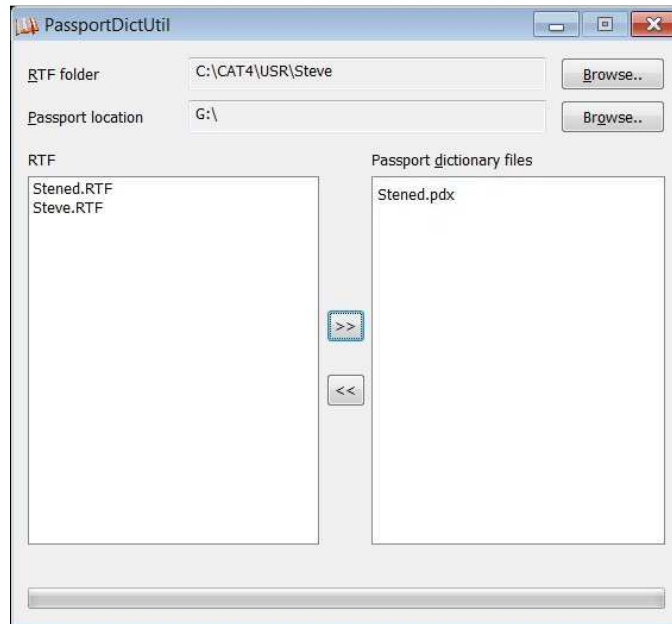 PassportDictUtil
RTF folder C:\CAT4\USR\Steve Browse..
Passport location G:\ Browse..
RTF Passport dictionary files
Stened.RTF Stened.pdx
Steve.RTF
>>
<<